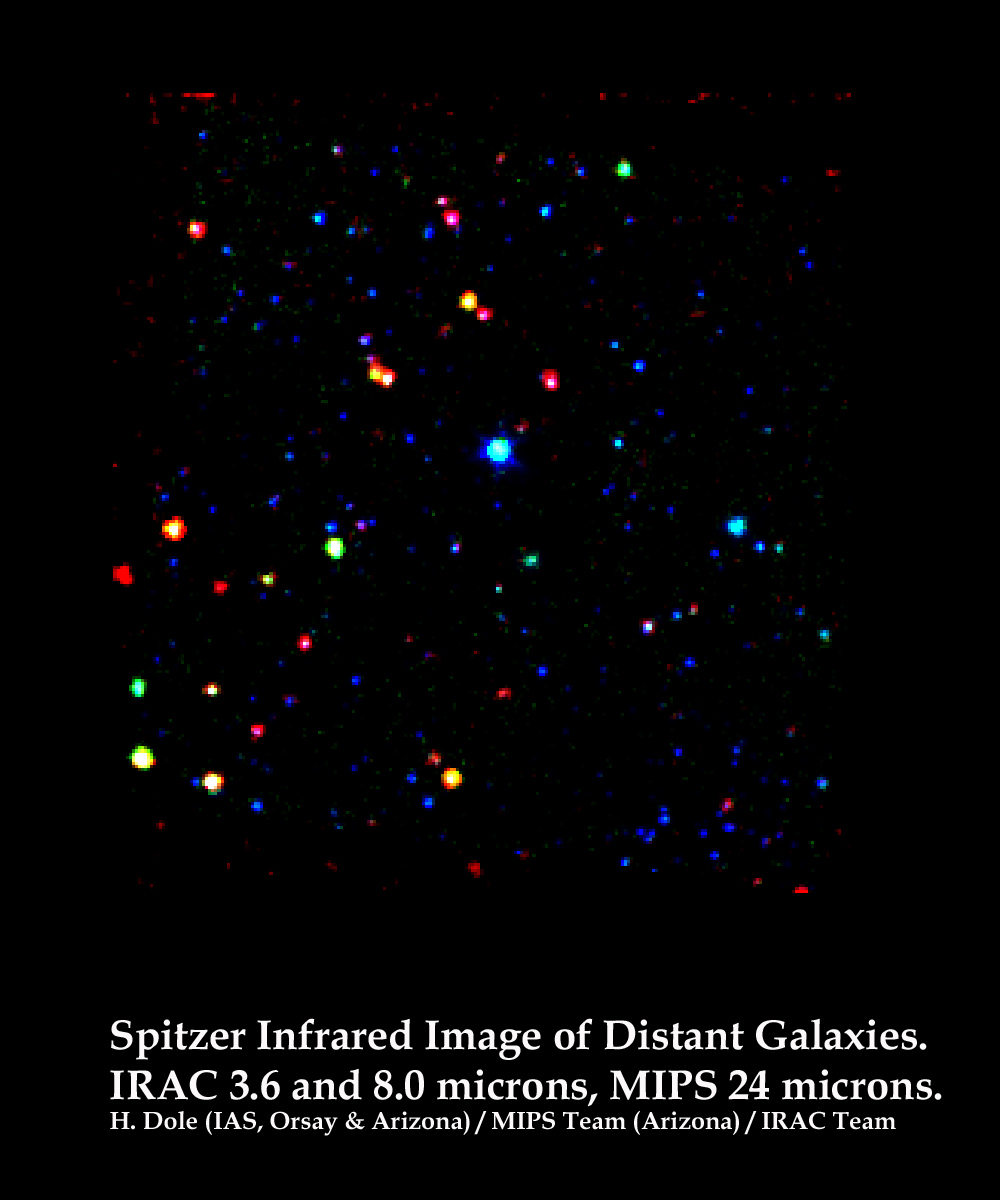 Spitzer Infrared Image of Distant Galaxies.
IRAC 3.6 and 8.0 microns, MIPS 24 microns.
H. Dole (IAS, Orsay & Arizona) / MIPS Team (Arizona) / IRAC Team